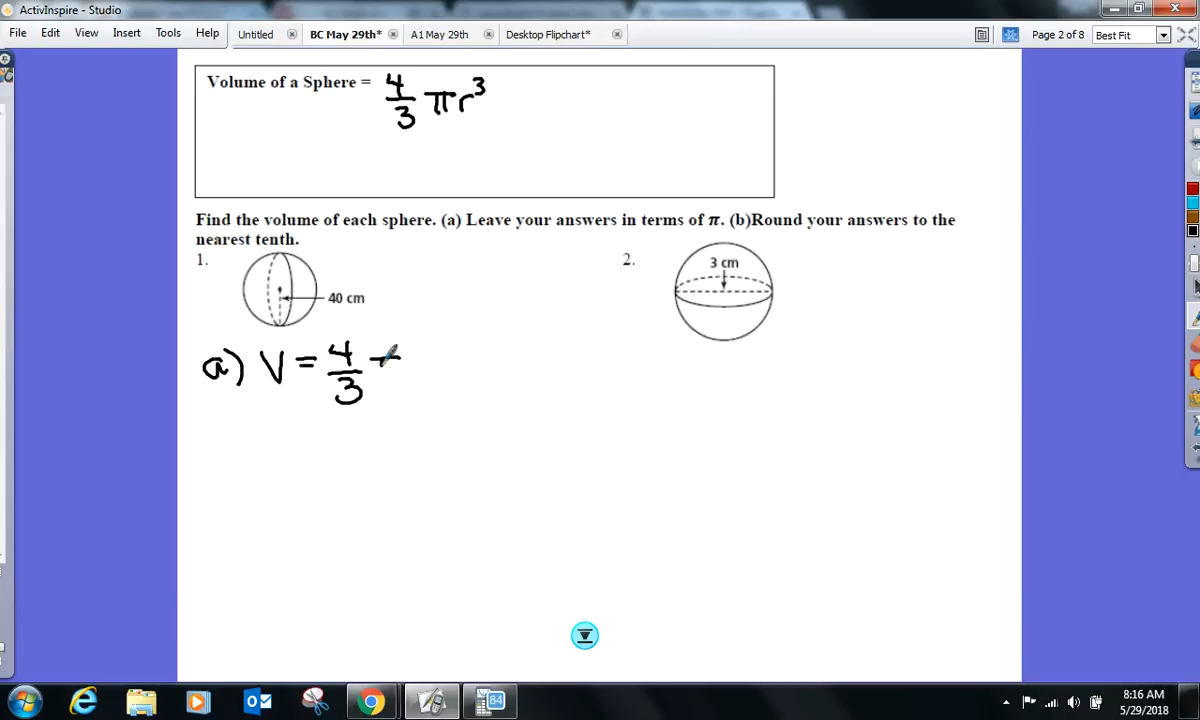 ActivInspire - Studio
File Edit View Insert Tools Help Untitled BC May 29th* A1 May 29th Desktop Flipchart* Page 2 of 8 Best Fit
Volume of a Sphere = 4/3 πr³
Find the volume of each sphere. (a) Leave your answers in terms of π. (b)Round your answers to the
nearest tenth.
1. 2.
3 cm
40 cm
a) V = 4/3
84
8:16 AM
5/29/2018